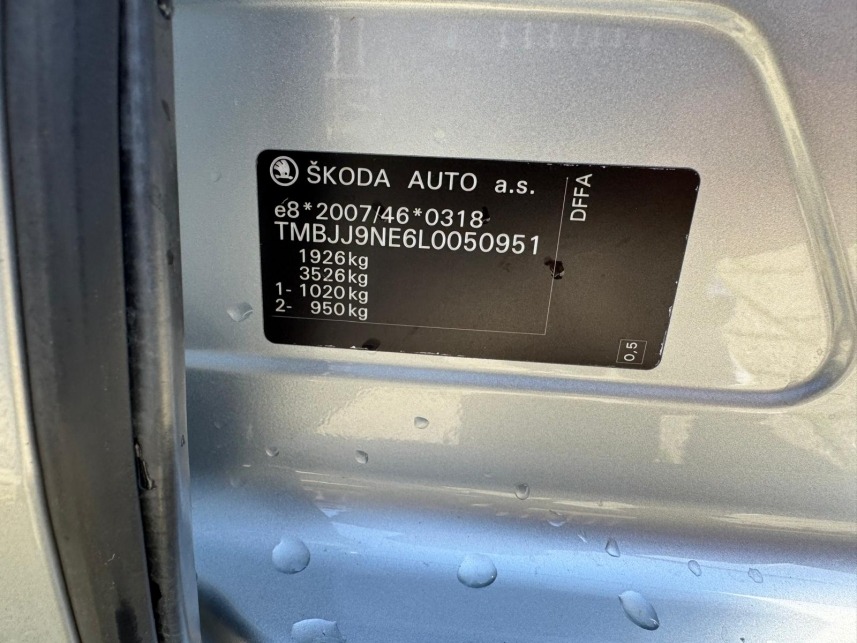 ŠKODA AUTO a.s.
e8*2007/46*0318
TMBJJ9NE6L0050951
1926kg
3526kg
1- 1020kg
2- 950kg
DFFA
0,5